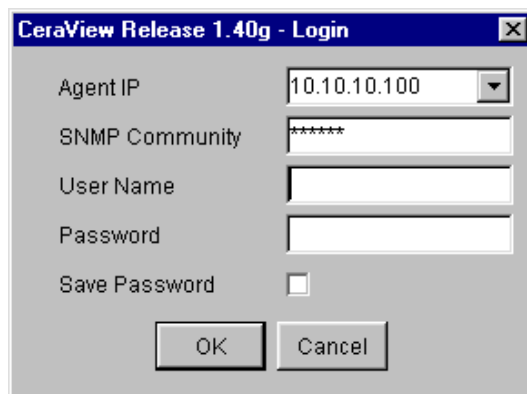 CeraView Release 1.40g - Login
Agent IP 10.10.10.100
SNMP Community ******
User Name
Password
Save Password
OK Cancel